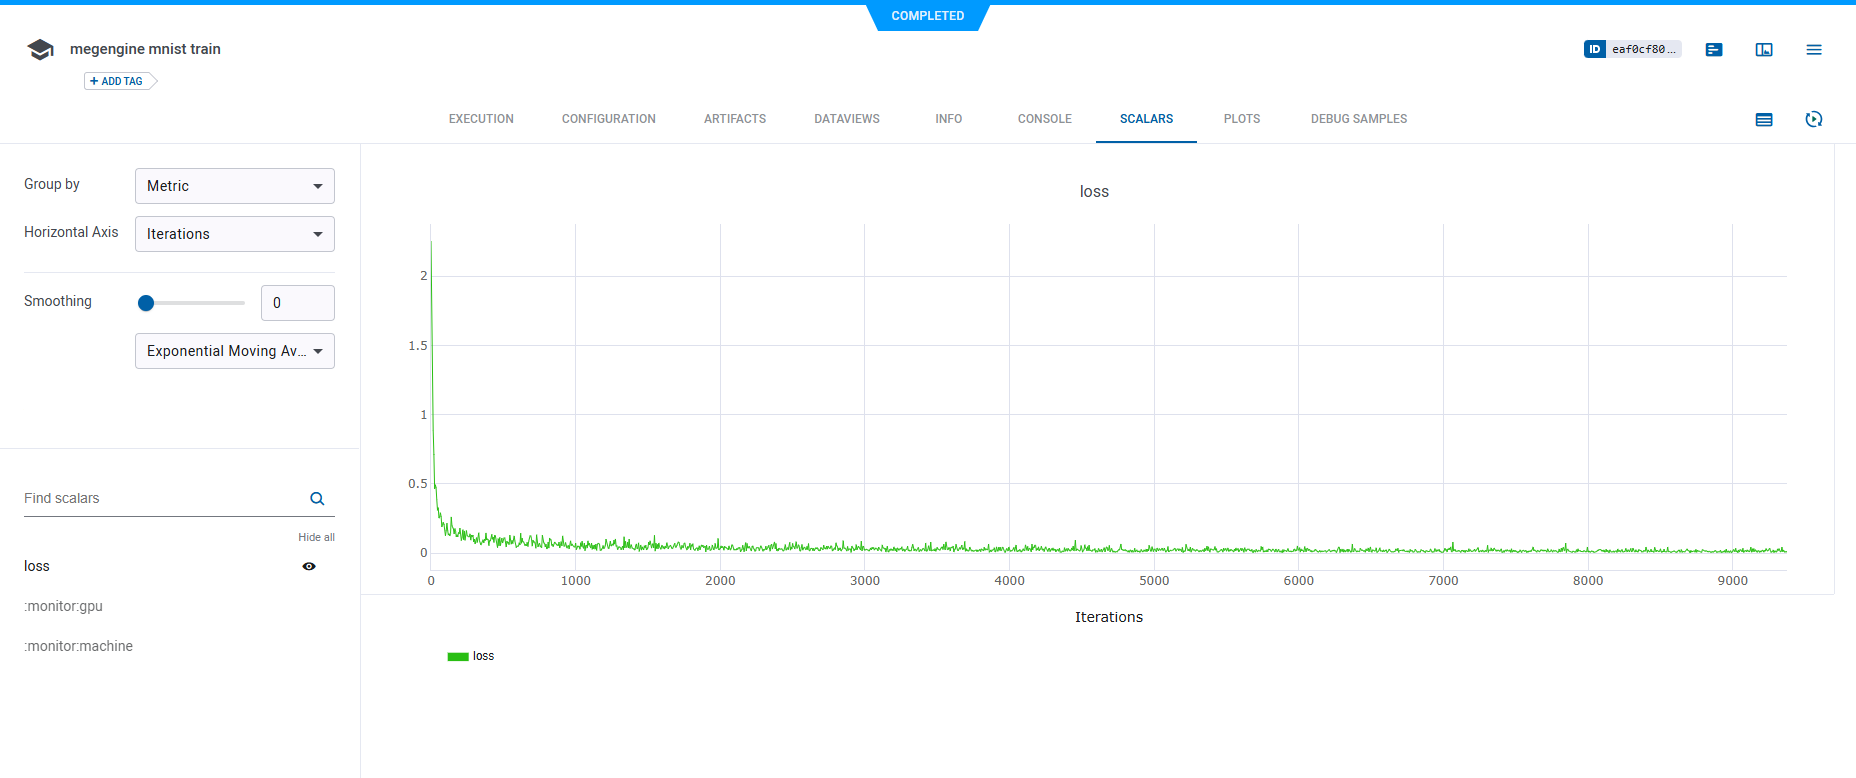 COMPLETED
megengine mnist train
ID eaf0cf80...
+ ADD TAG
EXECUTION CONFIGURATION ARTIFACTS DATAVIEWS INFO CONSOLE SCALARS PLOTS DEBUG SAMPLES
Group by Metric
Horizontal Axis Iterations
Smoothing 0
Exponential Moving Av...
Find scalars
Hide all
loss
:monitor:gpu
:monitor:machine
loss
2
1.5
1
0.5
0
0 1000 2000 3000 4000 5000 6000 7000 8000 9000
Iterations
loss